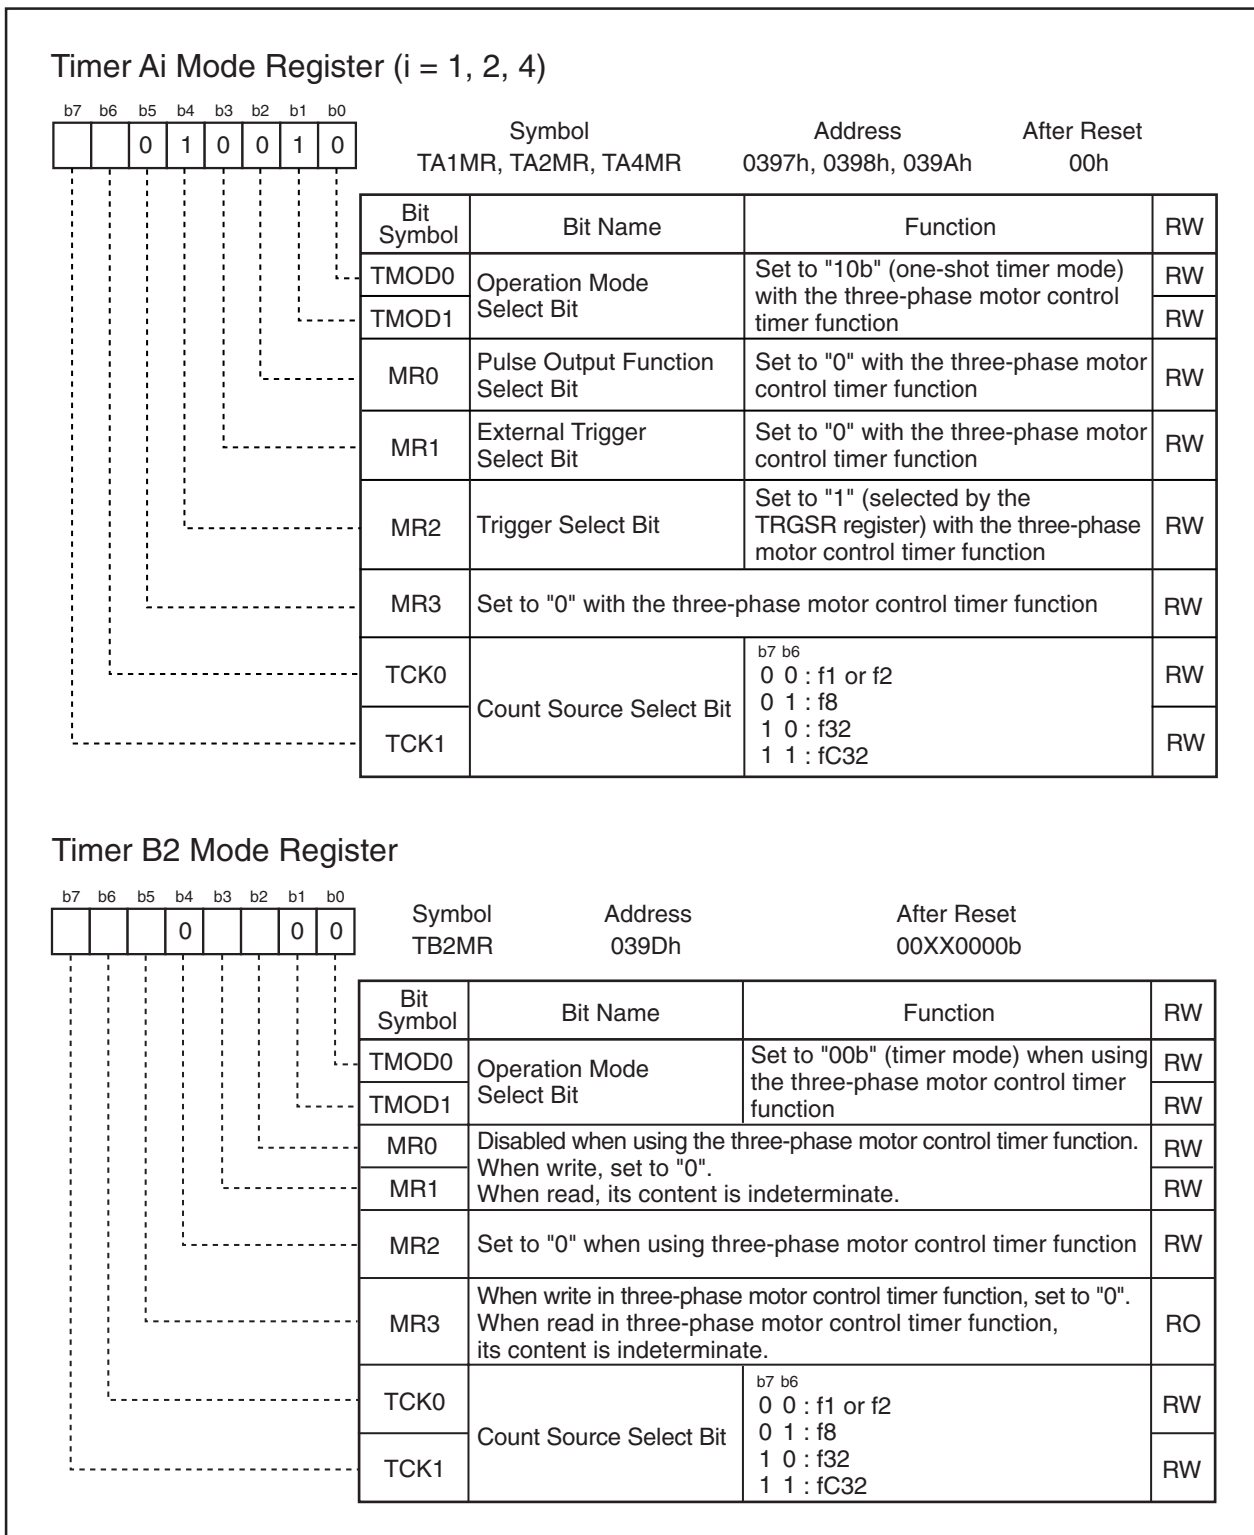 Timer Ai Mode Register (i = 1, 2, 4)
b7 b6 b5 b4 b3 b2 b1 b0
0 1 0 0 1 0
Symbol Address After Reset
TA1MR, TA2MR, TA4MR 0397h, 0398h, 039Ah 00h
Bit Symbol Bit Name Function RW
TMOD0 Operation Mode Select Bit Set to "10b" (one-shot timer mode) with the three-phase motor control timer function RW
TMOD1 RW
MR0 Pulse Output Function Select Bit Set to "0" with the three-phase motor control timer function RW
MR1 External Trigger Select Bit Set to "0" with the three-phase motor control timer function RW
MR2 Trigger Select Bit Set to "1" (selected by the TRGSR register) with the three-phase motor control timer function RW
MR3 Set to "0" with the three-phase motor control timer function RW
TCK0 Count Source Select Bit b7 b6 RW
0 0 : f1 or f2
0 1 : f8
1 0 : f32
TCK1 1 1 : fC32 RW
Timer B2 Mode Register
b7 b6 b5 b4 b3 b2 b1 b0
0 0 0
Symbol Address After Reset
TB2MR 039Dh 00XX0000b
Bit Symbol Bit Name Function RW
TMOD0 Operation Mode Select Bit Set to "00b" (timer mode) when using the three-phase motor control timer function RW
TMOD1 RW
MR0 Disabled when using the three-phase motor control timer function. RW
When write, set to "0".
MR1 When read, its content is indeterminate. RW
MR2 Set to "0" when using three-phase motor control timer function RW
MR3 When write in three-phase motor control timer function, set to "0". RO
When read in three-phase motor control timer function,
its content is indeterminate.
TCK0 Count Source Select Bit b7 b6 RW
0 0 : f1 or f2
0 1 : f8
1 0 : f32
TCK1 1 1 : fC32 RW